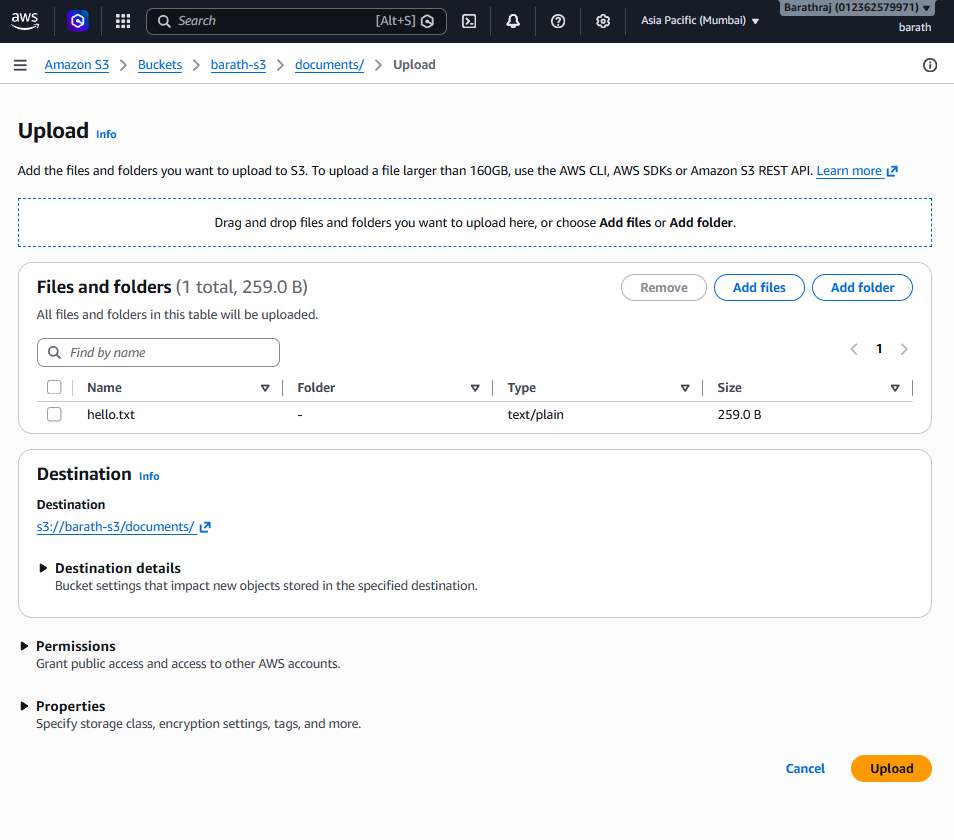 aws
Search [Alt+S]
Asia Pacific (Mumbai)
Barathraj (012362579971)
barath
Amazon S3 > Buckets > barath-s3 > documents/ > Upload
Upload Info
Add the files and folders you want to upload to S3. To upload a file larger than 160GB, use the AWS CLI, AWS SDKs or Amazon S3 REST API. Learn more
Drag and drop files and folders you want to upload here, or choose Add files or Add folder.
Files and folders (1 total, 259.0 B)
Remove Add files Add folder
All files and folders in this table will be uploaded.
Find by name
1
Name Folder Type Size
hello.txt - text/plain 259.0 B
Destination Info
Destination
s3://barath-s3/documents/
Destination details
Bucket settings that impact new objects stored in the specified destination.
Permissions
Grant public access and access to other AWS accounts.
Properties
Specify storage class, encryption settings, tags, and more.
Cancel Upload